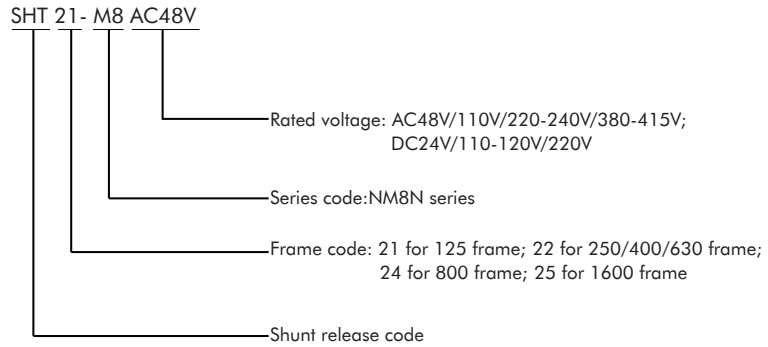 SHT 21- M8 AC48V
Rated voltage: AC48V/110V/220-240V/380-415V;
DC24V/110-120V/220V
Series code:NM8N series
Frame code: 21 for 125 frame; 22 for 250/400/630 frame;
24 for 800 frame; 25 for 1600 frame
Shunt release code